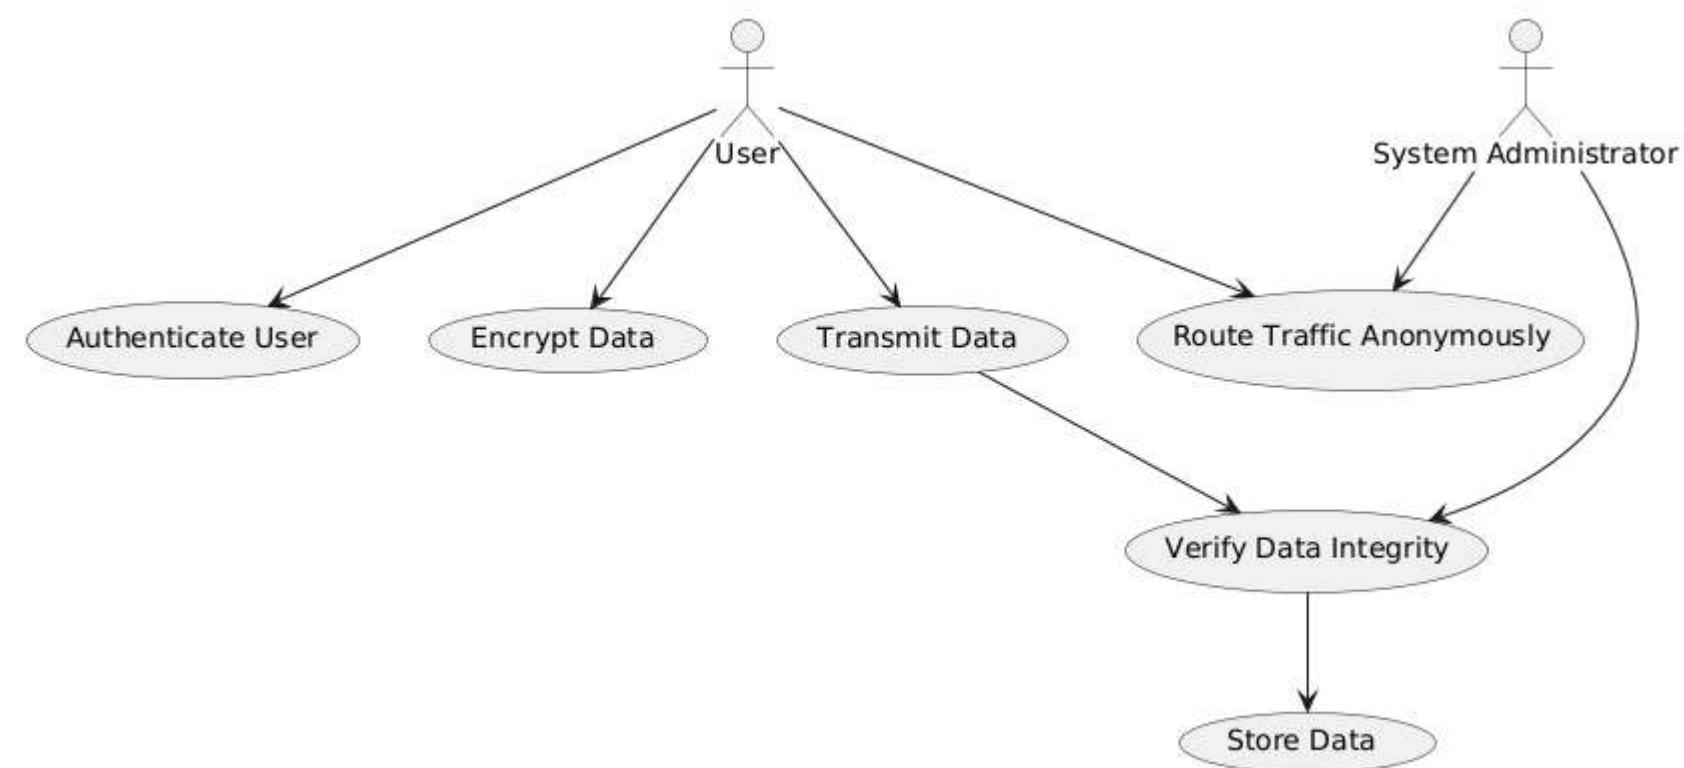 User
System Administrator
Authenticate User
Encrypt Data
Transmit Data
Route Traffic Anonymously
Verify Data Integrity
Store Data